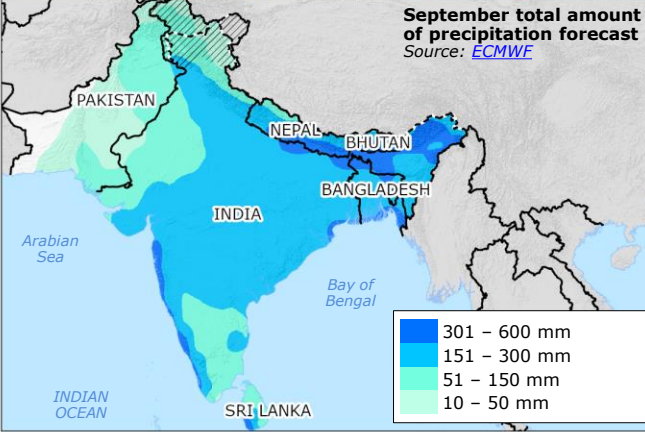 September total amount
of precipitation forecast
Source: ECMWF
PAKISTAN
NEPAL
BHUTAN
BANGLADESH
INDIA
Arabian
Sea
Bay of
Bengal
INDIAN
OCEAN
SRI LANKA
301 – 600 mm
151 – 300 mm
51 – 150 mm
10 – 50 mm